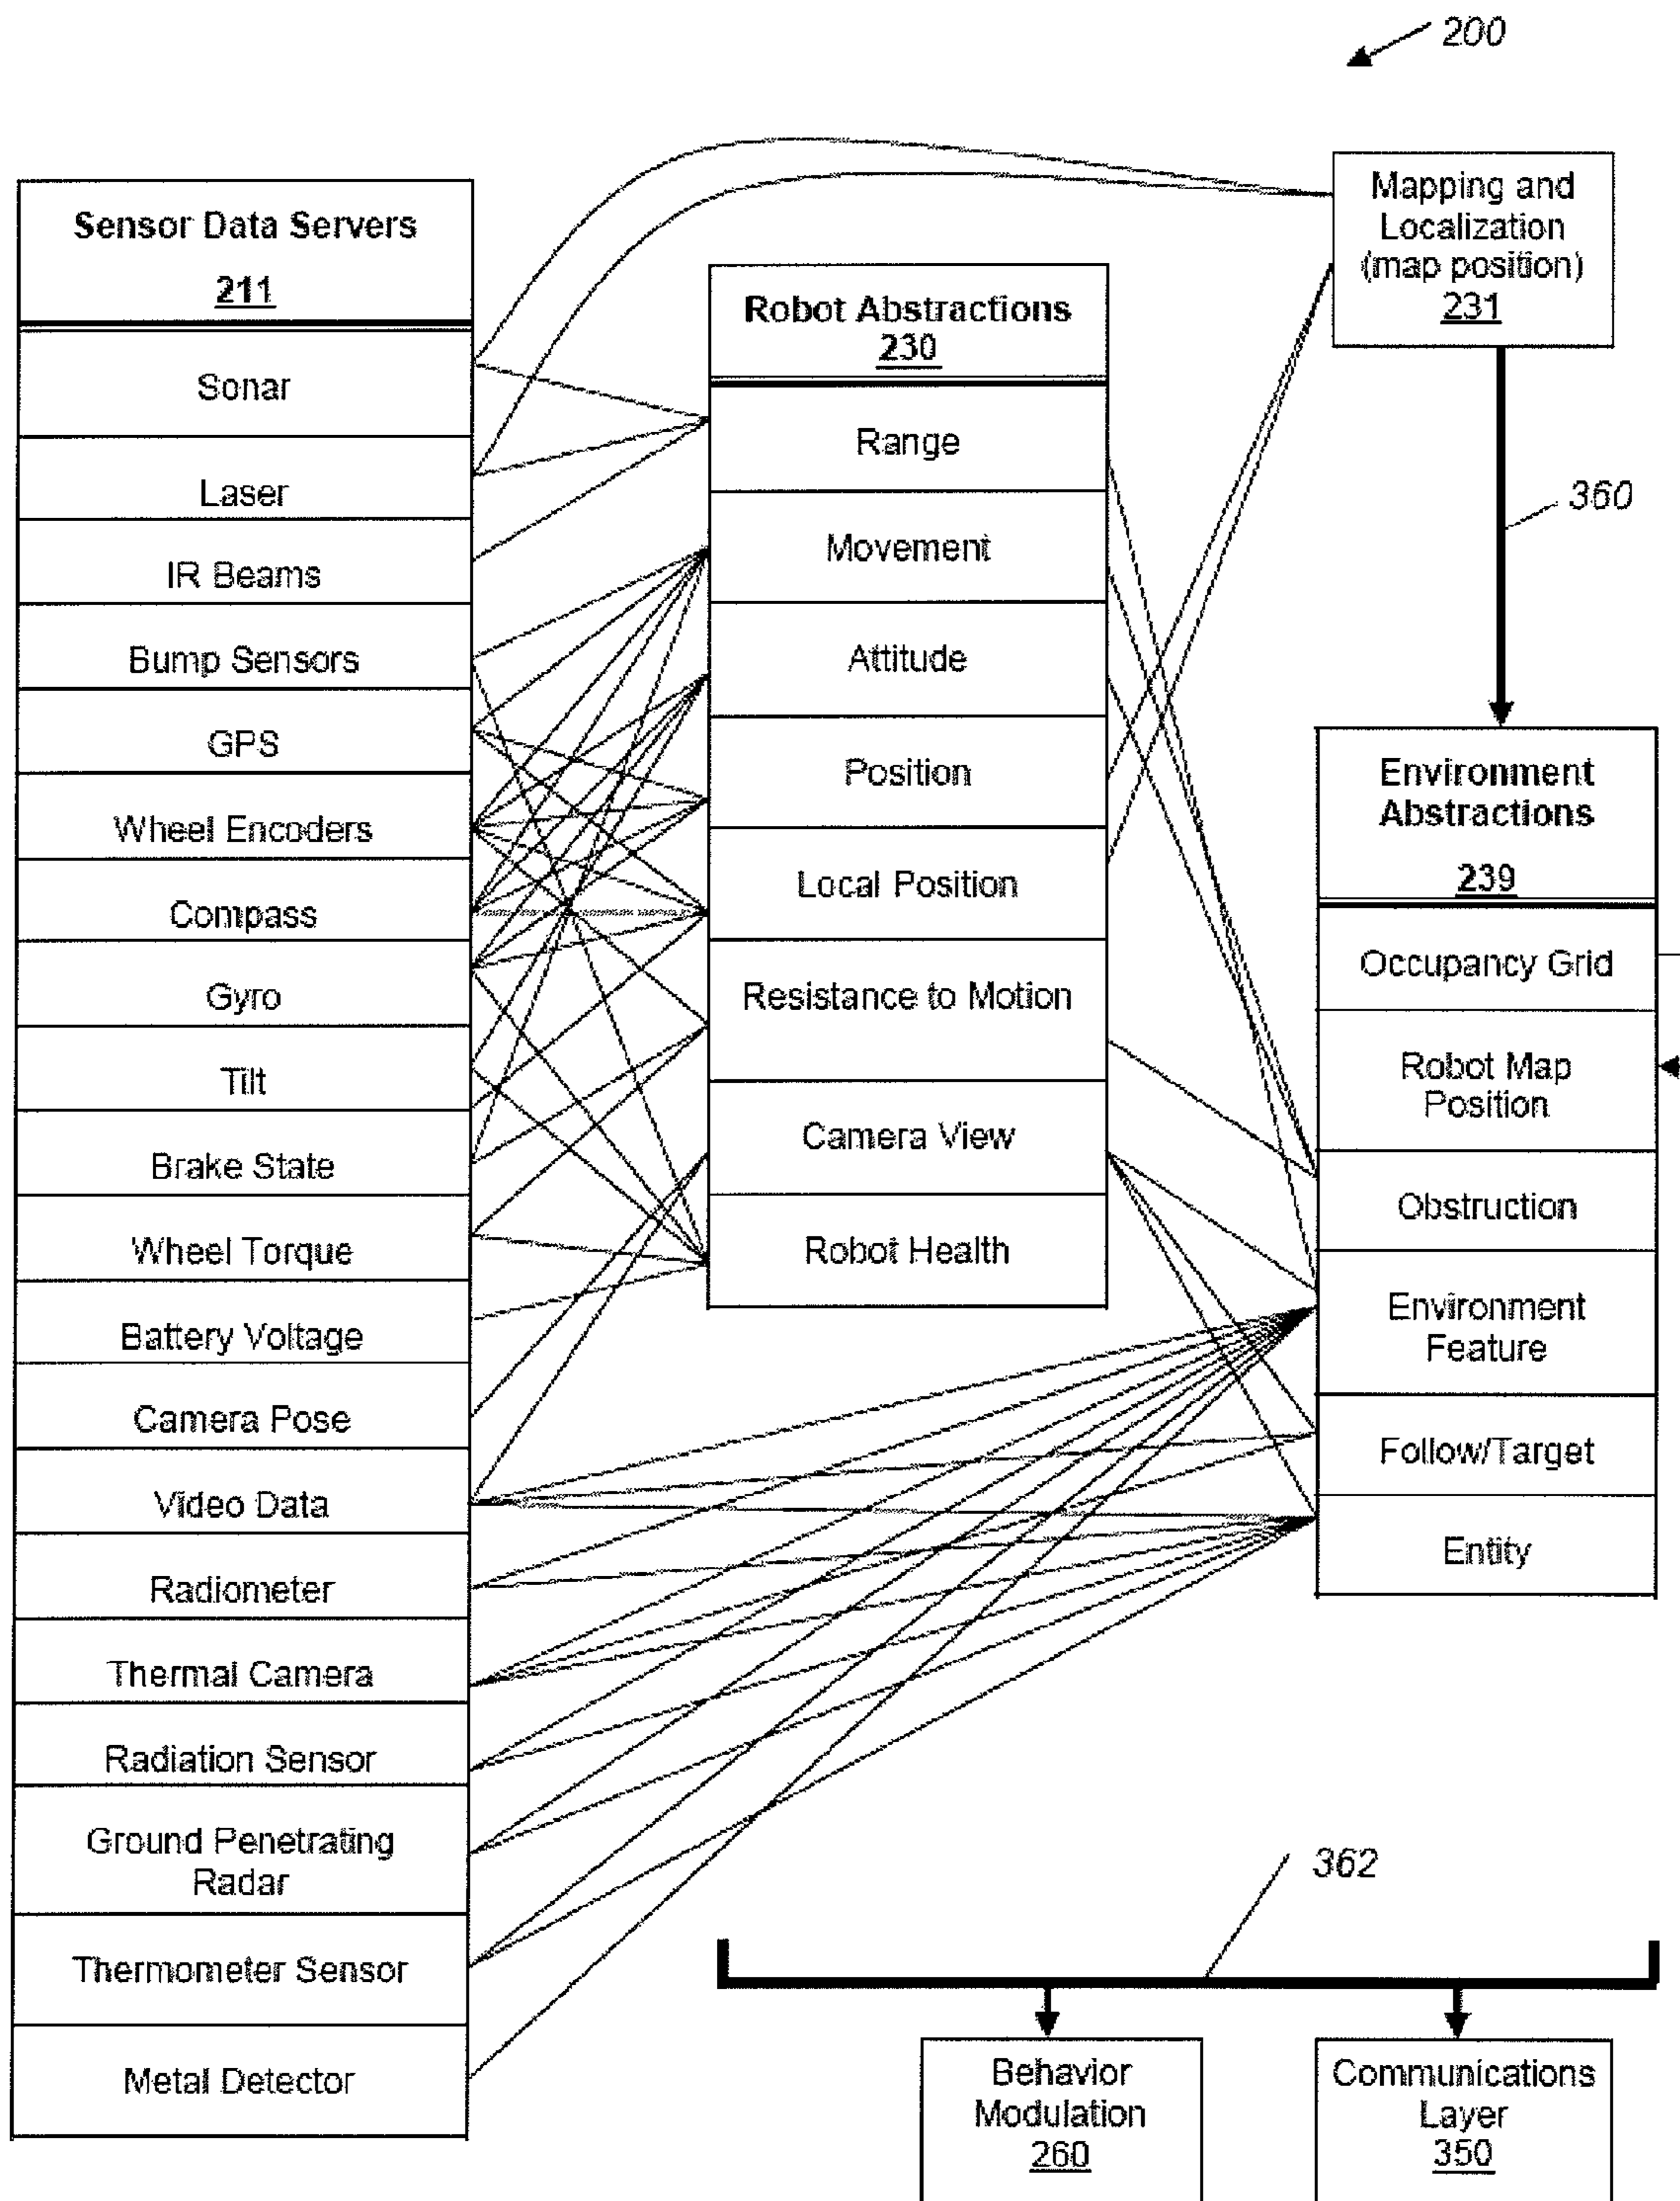 200
Sensor Data Servers
211
Sonar
Laser
IR Beams
Bump Sensors
GPS
Wheel Encoders
Compass
Gyro
Tilt
Brake State
Wheel Torque
Battery Voltage
Camera Pose
Video Data
Radiometer
Thermal Camera
Radiation Sensor
Ground Penetrating
Radar
Thermometer Sensor
Metal Detector
Robot Abstractions
230
Range
Movement
Attitude
Position
Local Position
Resistance to Motion
Camera View
Robot Health
Mapping and
Localization
(map position)
231
360
Environment
Abstractions
239
Occupancy Grid
Robot Map
Position
Obstruction
Environment
Feature
Follow/Target
Entity
362
Behavior
Modulation
260
Communications
Layer
350